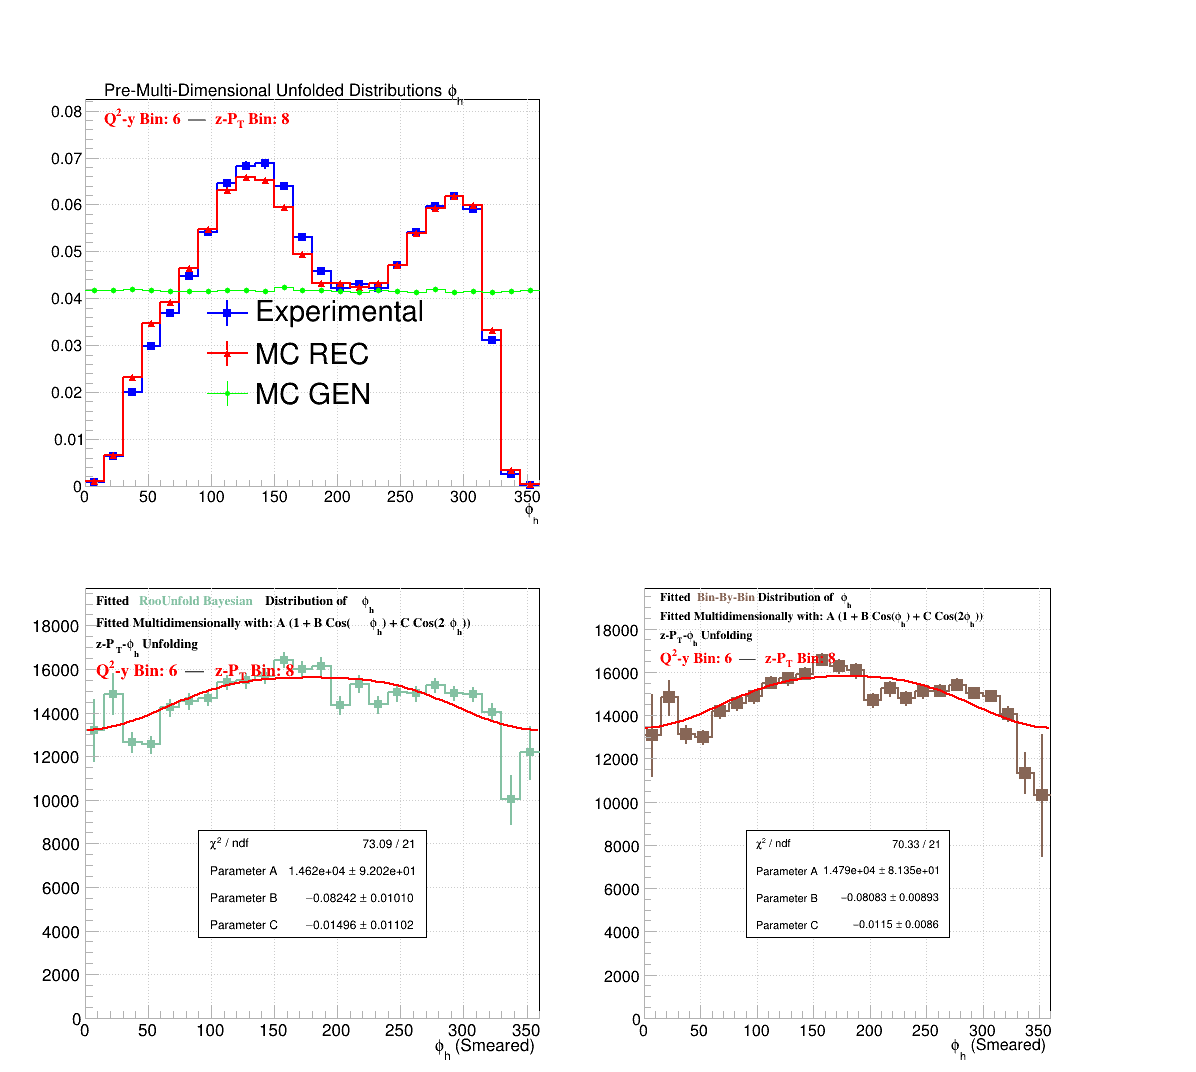 Pre-Multi-Dimensional Unfolded Distributions ϕh
Q2-y Bin: 6 — z-PT Bin: 8
0.08
0.07
0.06
0.05
0.04
0.03
0.02
0.01
0
Experimental
MC REC
MC GEN
0 50 100 150 200 250 300 350
ϕh
Fitted RooUnfold Bayesian Distribution of ϕh
Fitted Multidimensionally with: A (1 + B Cos( ϕh) + C Cos(2 ϕh))
z-PT-ϕh Unfolding
Q2-y Bin: 6 — z-PT Bin: 8
18000
16000
14000
12000
10000
8000
6000
4000
2000
0
χ2 / ndf 73.09 / 21
Parameter A 1.462e+04 ± 9.202e+01
Parameter B −0.08242 ± 0.01010
Parameter C −0.01496 ± 0.01102
0 50 100 150 200 250 300 350
ϕh (Smeared)
Fitted Bin-By-Bin Distribution of ϕh
Fitted Multidimensionally with: A (1 + B Cos(ϕh) + C Cos(2ϕh))
z-PT-ϕh Unfolding
Q2-y Bin: 6 — z-PT Bin: 8
18000
16000
14000
12000
10000
8000
6000
4000
2000
0
χ2 / ndf 70.33 / 21
Parameter A 1.479e+04 ± 8.135e+01
Parameter B −0.08083 ± 0.00893
Parameter C −0.0115 ± 0.0086
0 50 100 150 200 250 300 350
ϕh (Smeared)